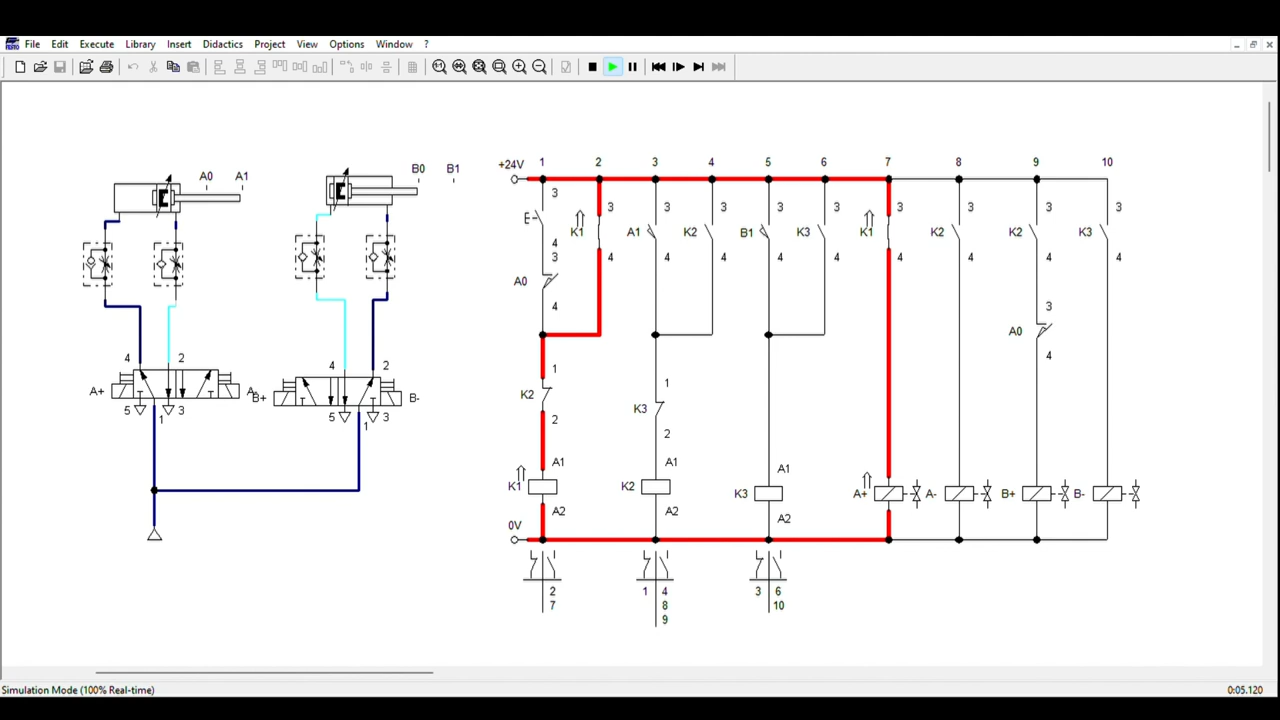 File Edit Execute Library Insert Didactics Project View Options Window ?
+24V 1 2 3 4 5 6 7 8 9 10
A0 A1 B0 B1
3 3 3 3 3 3 3 3 3 3
E K1 A1 K2 B1 K3 K1 K2 K2 K3
4 4 4 4 4 4 4 4 4 4
3
A0
4
3
A0
4
4 2 4 2
1 1
A+ A- B+ B-
K2 K3
5 3 5 3
1 1
2 2
A1 A1 A1
K1 K2 K3 A+ A- B+ B-
A2 A2 A2
0V
2 1 4 3 6
7 8 10
9
Simulation Mode (100% Real-time) 0:05.120